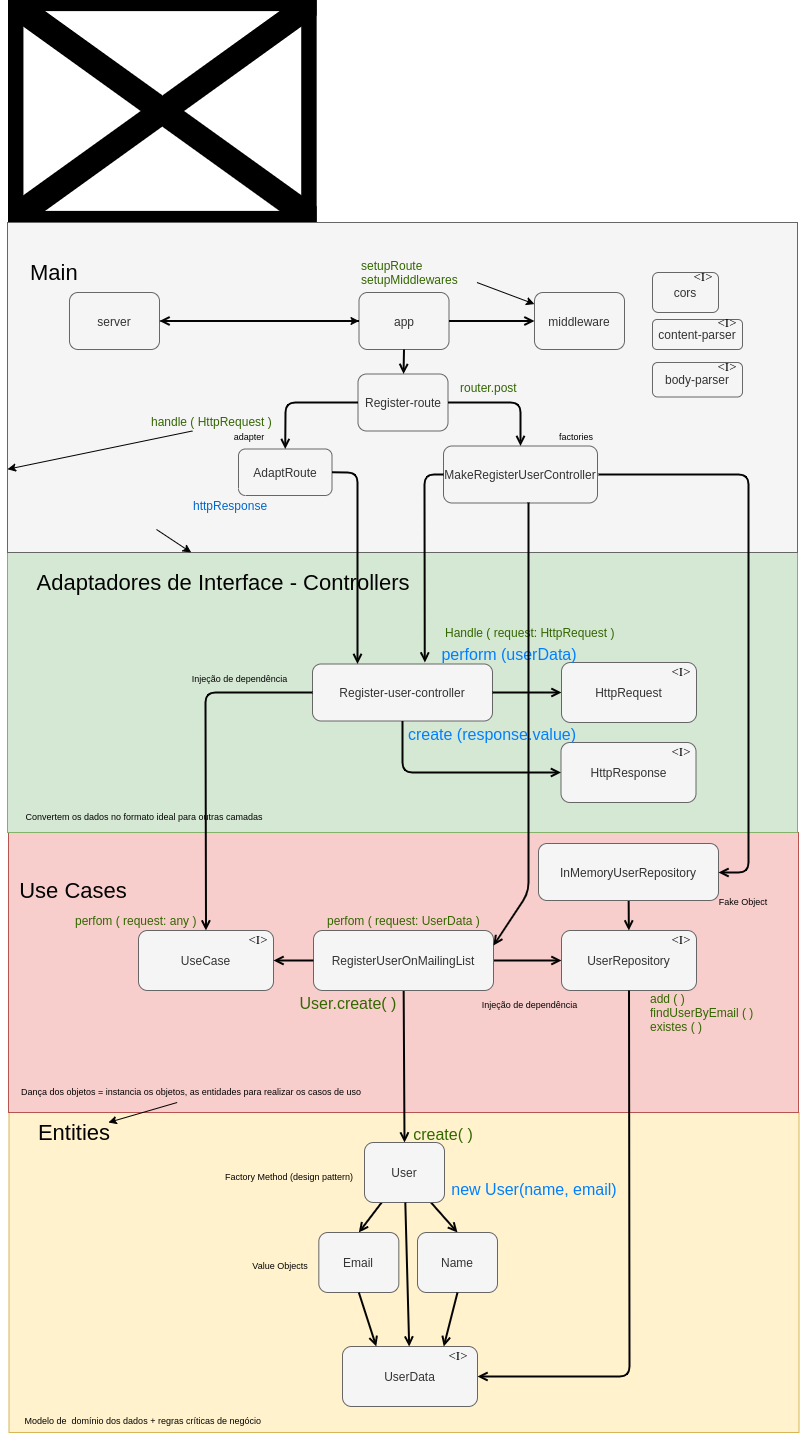 Main
setupRoute
setupMiddlewares
server
app
middleware
<I>
cors
<I>
content-parser
<I>
body-parser
Register-route
router.post
handle ( HttpRequest )
adapter
factories
AdaptRoute
MakeRegisterUserController
httpResponse
Adaptadores de Interface - Controllers
Handle ( request: HttpRequest )
perform (userData)
Injeção de dependência
Register-user-controller
<I>
HttpRequest
create (response.value)
<I>
HttpResponse
Convertem os dados no formato ideal para outras camadas
InMemoryUserRepository
Use Cases
Fake Object
perfom ( request: any )
perfom ( request: UserData )
<I>
UseCase
RegisterUserOnMailingList
<I>
UserRepository
User.create( )
Injeção de dependência
add ( )
findUserByEmail ( )
existes ( )
Dança dos objetos = instancia os objetos, as entidades para realizar os casos de uso
Entities
create( )
User
Factory Method (design pattern)
new User(name, email)
Email
Name
Value Objects
<I>
UserData
Modelo de  domínio dos dados + regras críticas de negócio